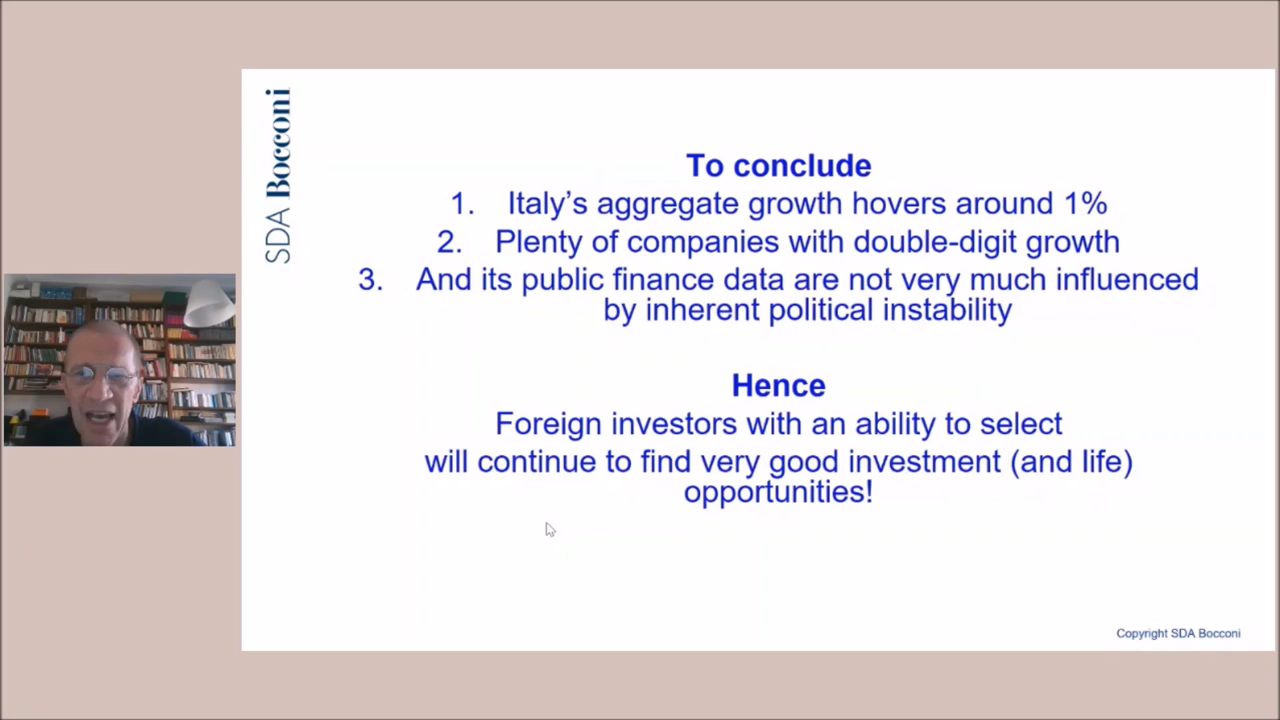 SDA Bocconi
To conclude
1. Italy’s aggregate growth hovers around 1%
2. Plenty of companies with double-digit growth
3. And its public finance data are not very much influenced
by inherent political instability
Hence
Foreign investors with an ability to select
will continue to find very good investment (and life)
opportunities!
Copyright SDA Bocconi